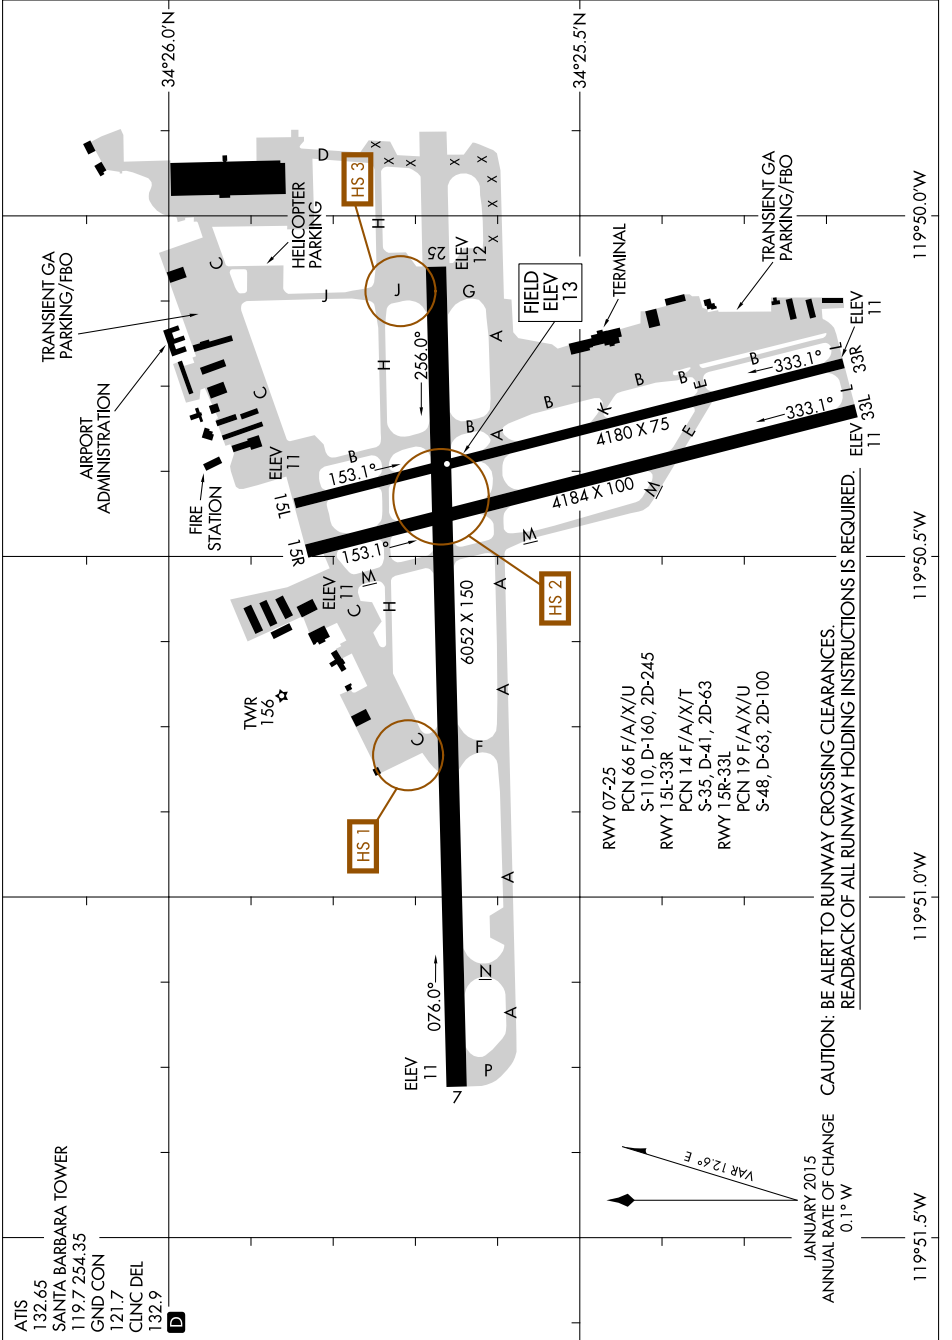 ATIS
132.65
SANTA BARBARA TOWER
119.7 254.35
GND CON
121.7
CLNC DEL
132.9
D
34°26.0'N
34°25.5'N
119°51.5'W
119°51.0'W
119°50.5'W
119°50.0'W
TRANSIENT GA
PARKING/FBO
AIRPORT
ADMINISTRATION
FIRE
STATION
HELICOPTER
PARKING
TWR
156
C
C
C
C
D
HS 3
HS 1
HS 2
H
H
H
J
J
G
X
X
X
X
X
X
X
X
25
ELEV
12
FIELD
ELEV
13
TERMINAL
TRANSIENT GA
PARKING/FBO
ELEV
11
15L
153.1°
ELEV
11
15R
153.1°
256.0°
6052 X 150
076.0°
ELEV
11
7
4180 X 75
333.1°
33R
ELEV
11
4184 X 100
333.1°
33L
ELEV
11
A
A
A
A
A
A
B
B
B
B
B
B
K
E
E
L
L
M
M
M
F
N
P
RWY 07-25
PCN 66 F/A/X/U
S-110, D-160, 2D-245
RWY 15L-33R
PCN 14 F/A/X/T
S-35, D-41, 2D-63
RWY 15R-33L
PCN 19 F/A/X/U
S-48, D-63, 2D-100
VAR 12.6° E
JANUARY 2015
ANNUAL RATE OF CHANGE
0.1° W
CAUTION: BE ALERT TO RUNWAY CROSSING CLEARANCES.
READBACK OF ALL RUNWAY HOLDING INSTRUCTIONS IS REQUIRED.